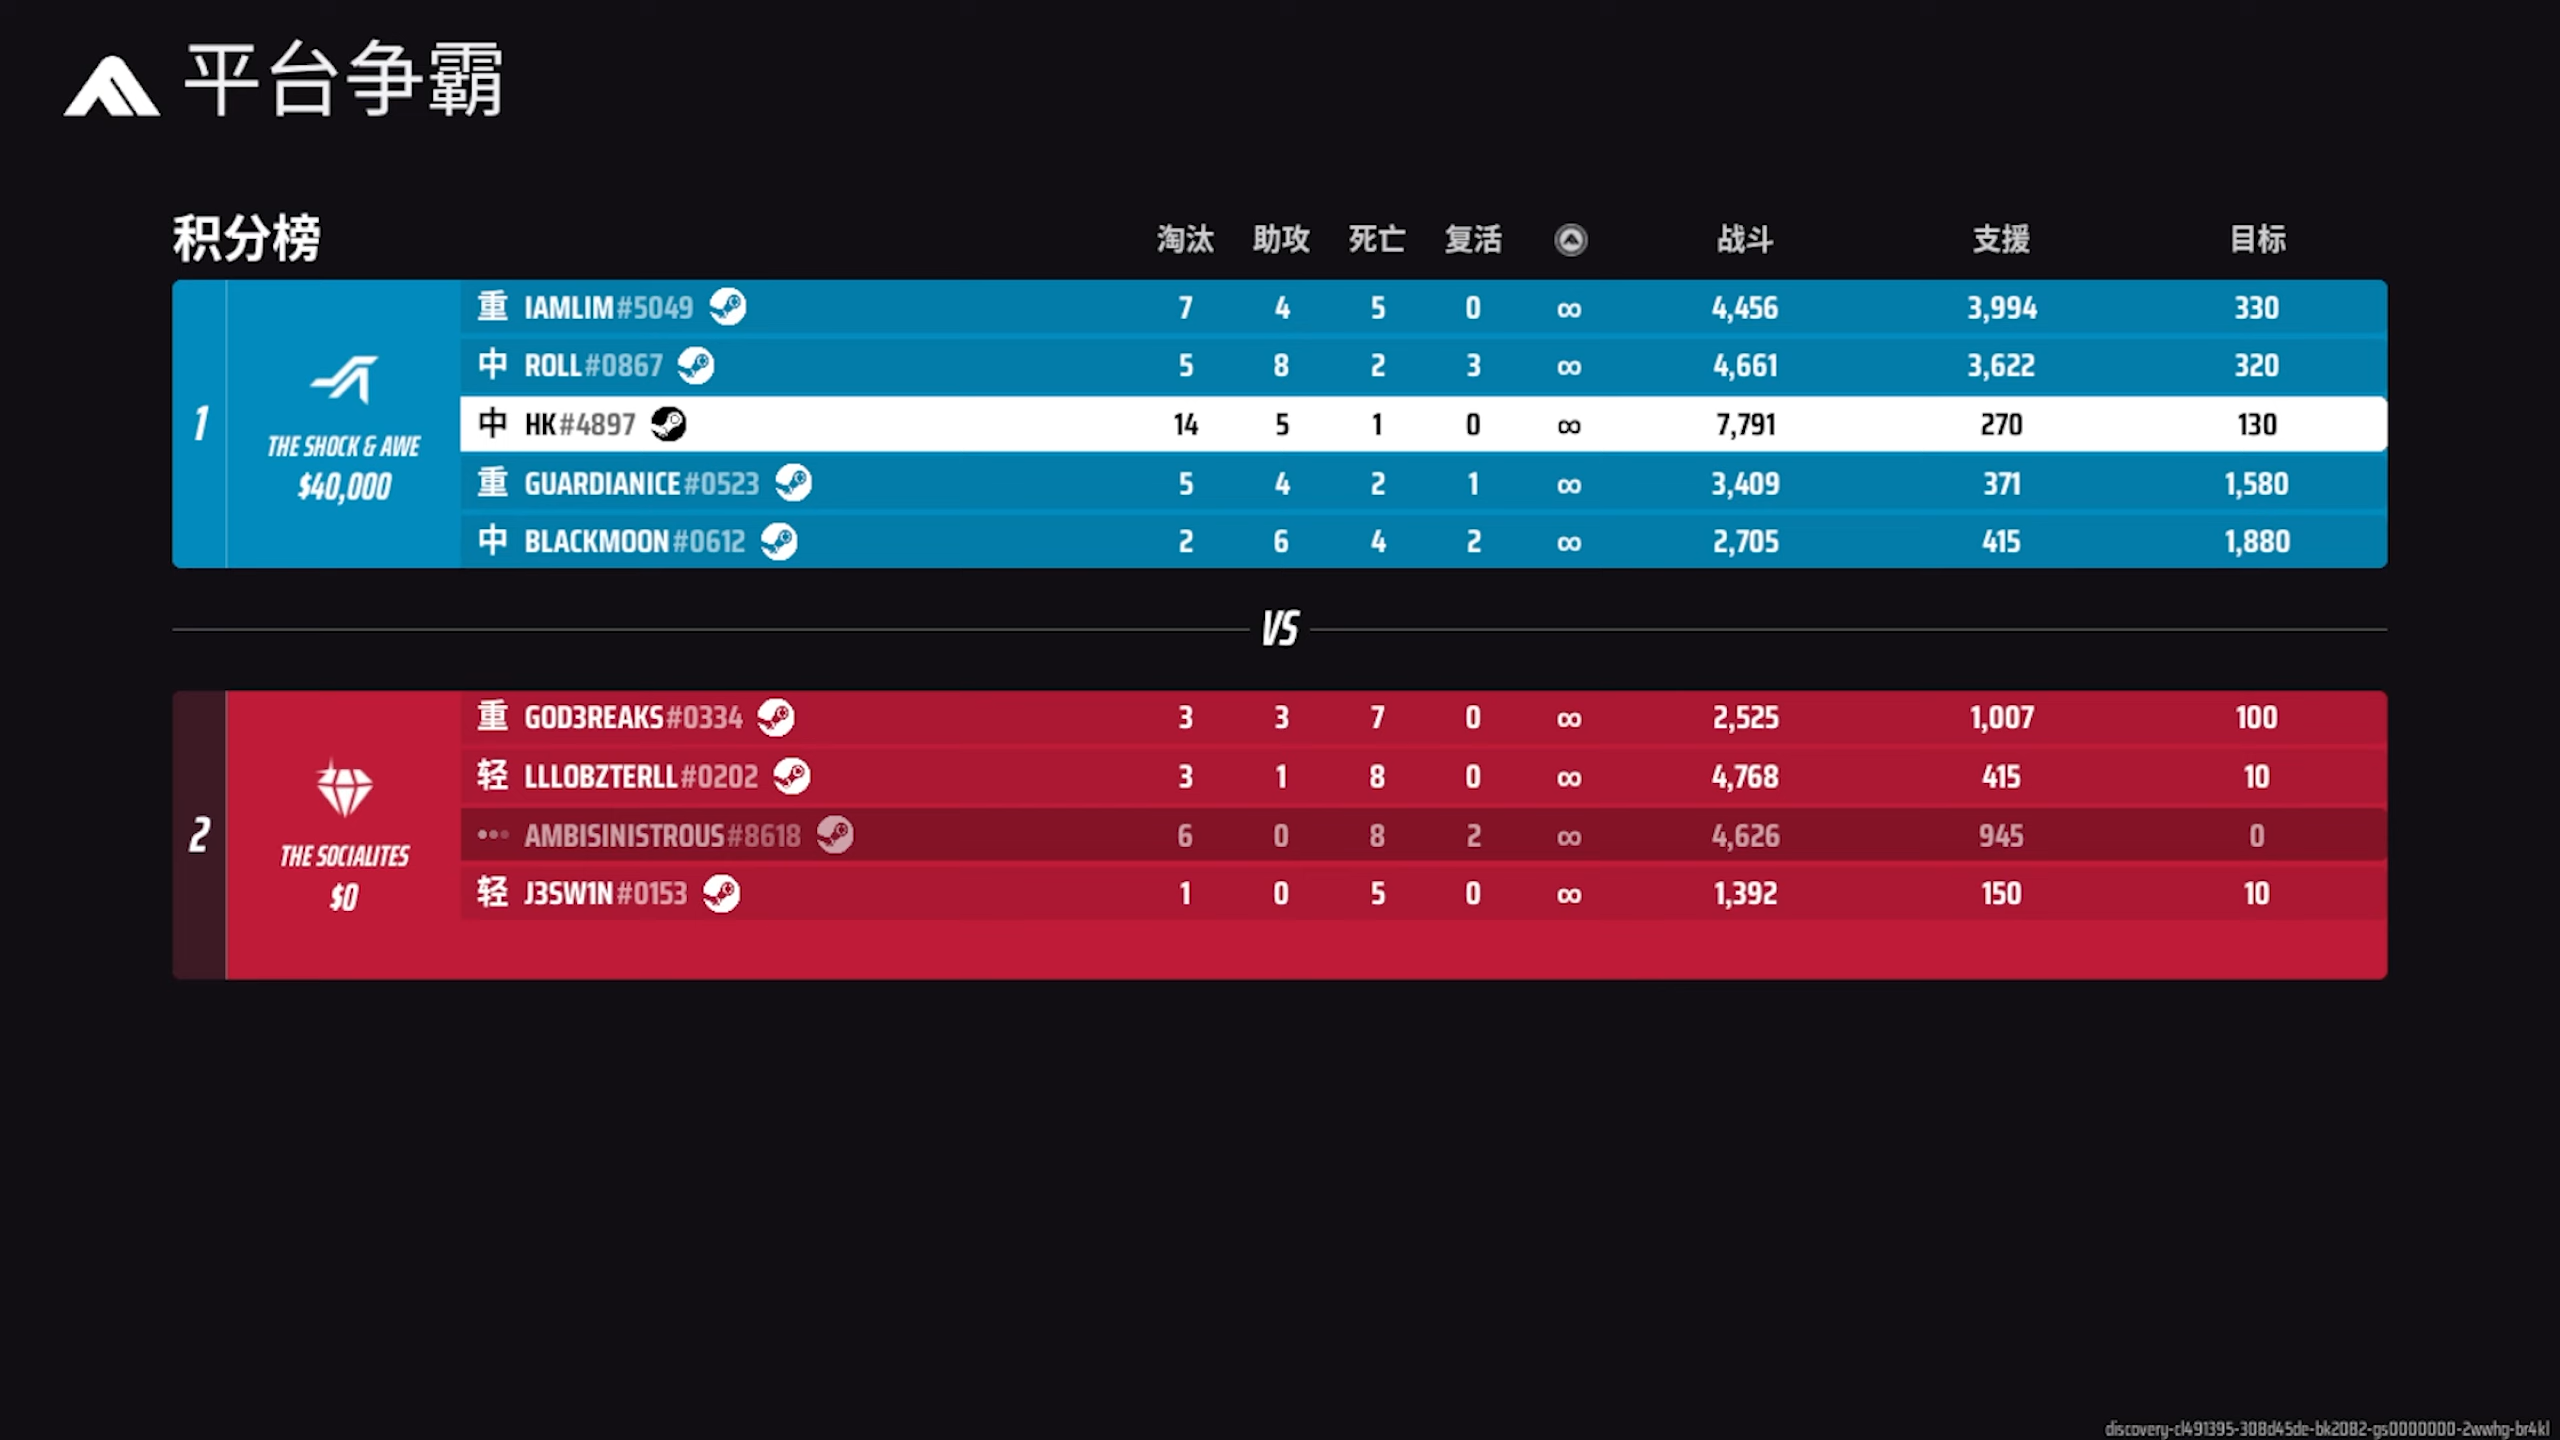 平台争霸
积分榜 淘汰 助攻 死亡 复活 战斗 支援 目标
1
THE SHOCK & AWE
$40,000
重 IAMLIM#5049 7 4 5 0 ∞ 4,456 3,994 330
中 ROLL#0867 5 8 2 3 ∞ 4,661 3,622 320
中 HK#4897 14 5 1 0 ∞ 7,791 270 130
重 GUARDIANICE#0523 5 4 2 1 ∞ 3,409 371 1,580
中 BLACKMOON#0612 2 6 4 2 ∞ 2,705 415 1,880
VS
2
THE SOCIALITES
$0
重 GOD3REAKS#0334 3 3 7 0 ∞ 2,525 1,007 100
轻 LLLOBZTERLL#0202 3 1 8 0 ∞ 4,768 415 10
••• AMBISINISTROUS#8618 6 0 8 2 ∞ 4,626 945 0
轻 J3SW1N#0153 1 0 5 0 ∞ 1,392 150 10
discovery-cl491395-308d45de-bk2082-gs0000000-2wwhg-br4kl